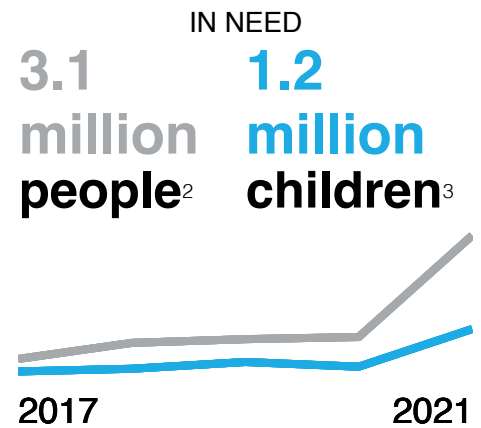 IN NEED
3.1 million people2
1.2 million children3
2017
2021